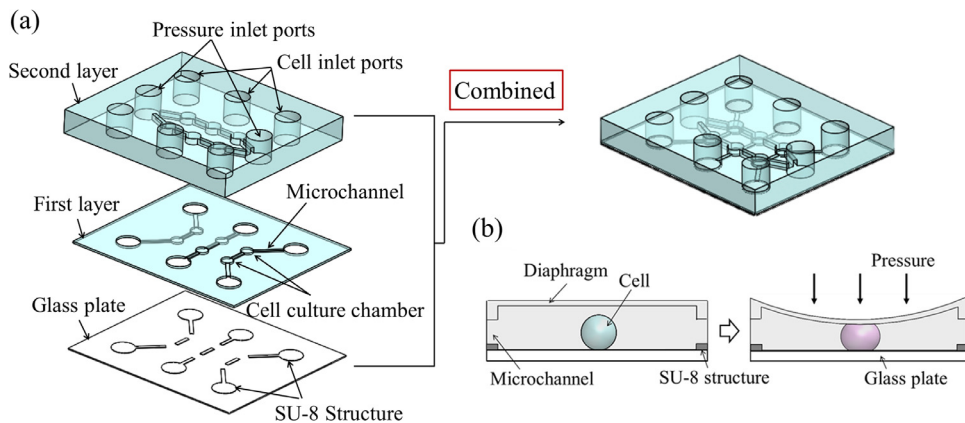 (a)
Pressure inlet ports
Cell inlet ports
Second layer
Combined
Microchannel
First layer
Cell culture chamber
Glass plate
SU-8 Structure
(b)
Diaphragm
Cell
Pressure
Microchannel
SU-8 structure
Glass plate